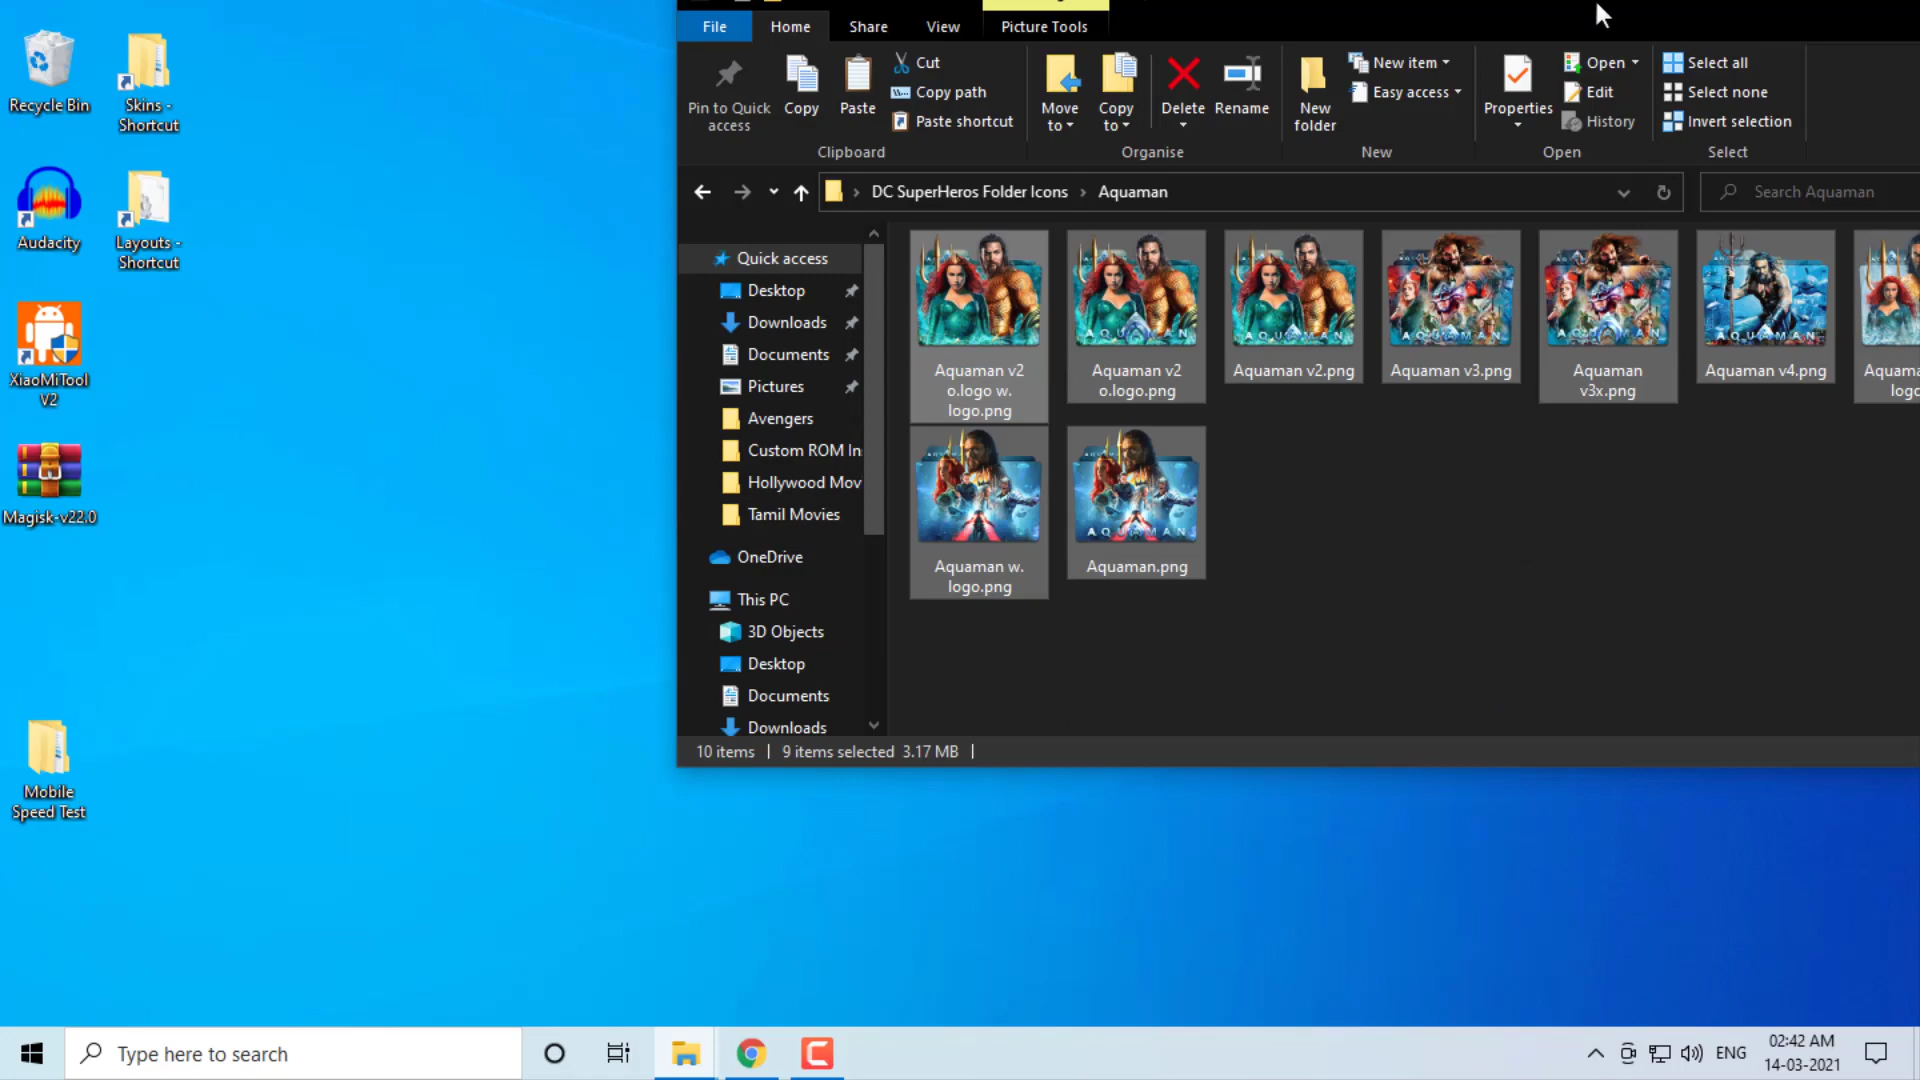 Recycle Bin
Skins -
Shortcut
Audacity
Layouts -
Shortcut
XiaoMiTool
V2
Magisk-v22.0
Mobile
Speed Test
File
Home
Share
View
Picture Tools
Pin to Quick
access
Copy
Paste
Cut
Copy path
Paste shortcut
Clipboard
Move
to
Copy
to
Delete
Rename
Organise
New
folder
New item
Easy access
New
Properties
Open
Edit
History
Open
Select all
Select none
Invert selection
Select
DC SuperHeros Folder Icons
Aquaman
Search Aquaman
Quick access
Desktop
Downloads
Documents
Pictures
Avengers
Custom ROM In
Hollywood Mov
Tamil Movies
OneDrive
This PC
3D Objects
Desktop
Documents
Downloads
AQUAMAN
AQUAMAN
AQUAMAN
AQUAMAN
AQUAMAN
Aquaman v2
o.logo w.
logo.png
Aquaman v2
o.logo.png
Aquaman v2.png
Aquaman v3.png
Aquaman
v3x.png
Aquaman v4.png
AQUAMAN
Aquaman w.
logo.png
Aquaman.png
10 items
9 items selected 3.17 MB
Type here to search
ENG
02:42 AM
14-03-2021